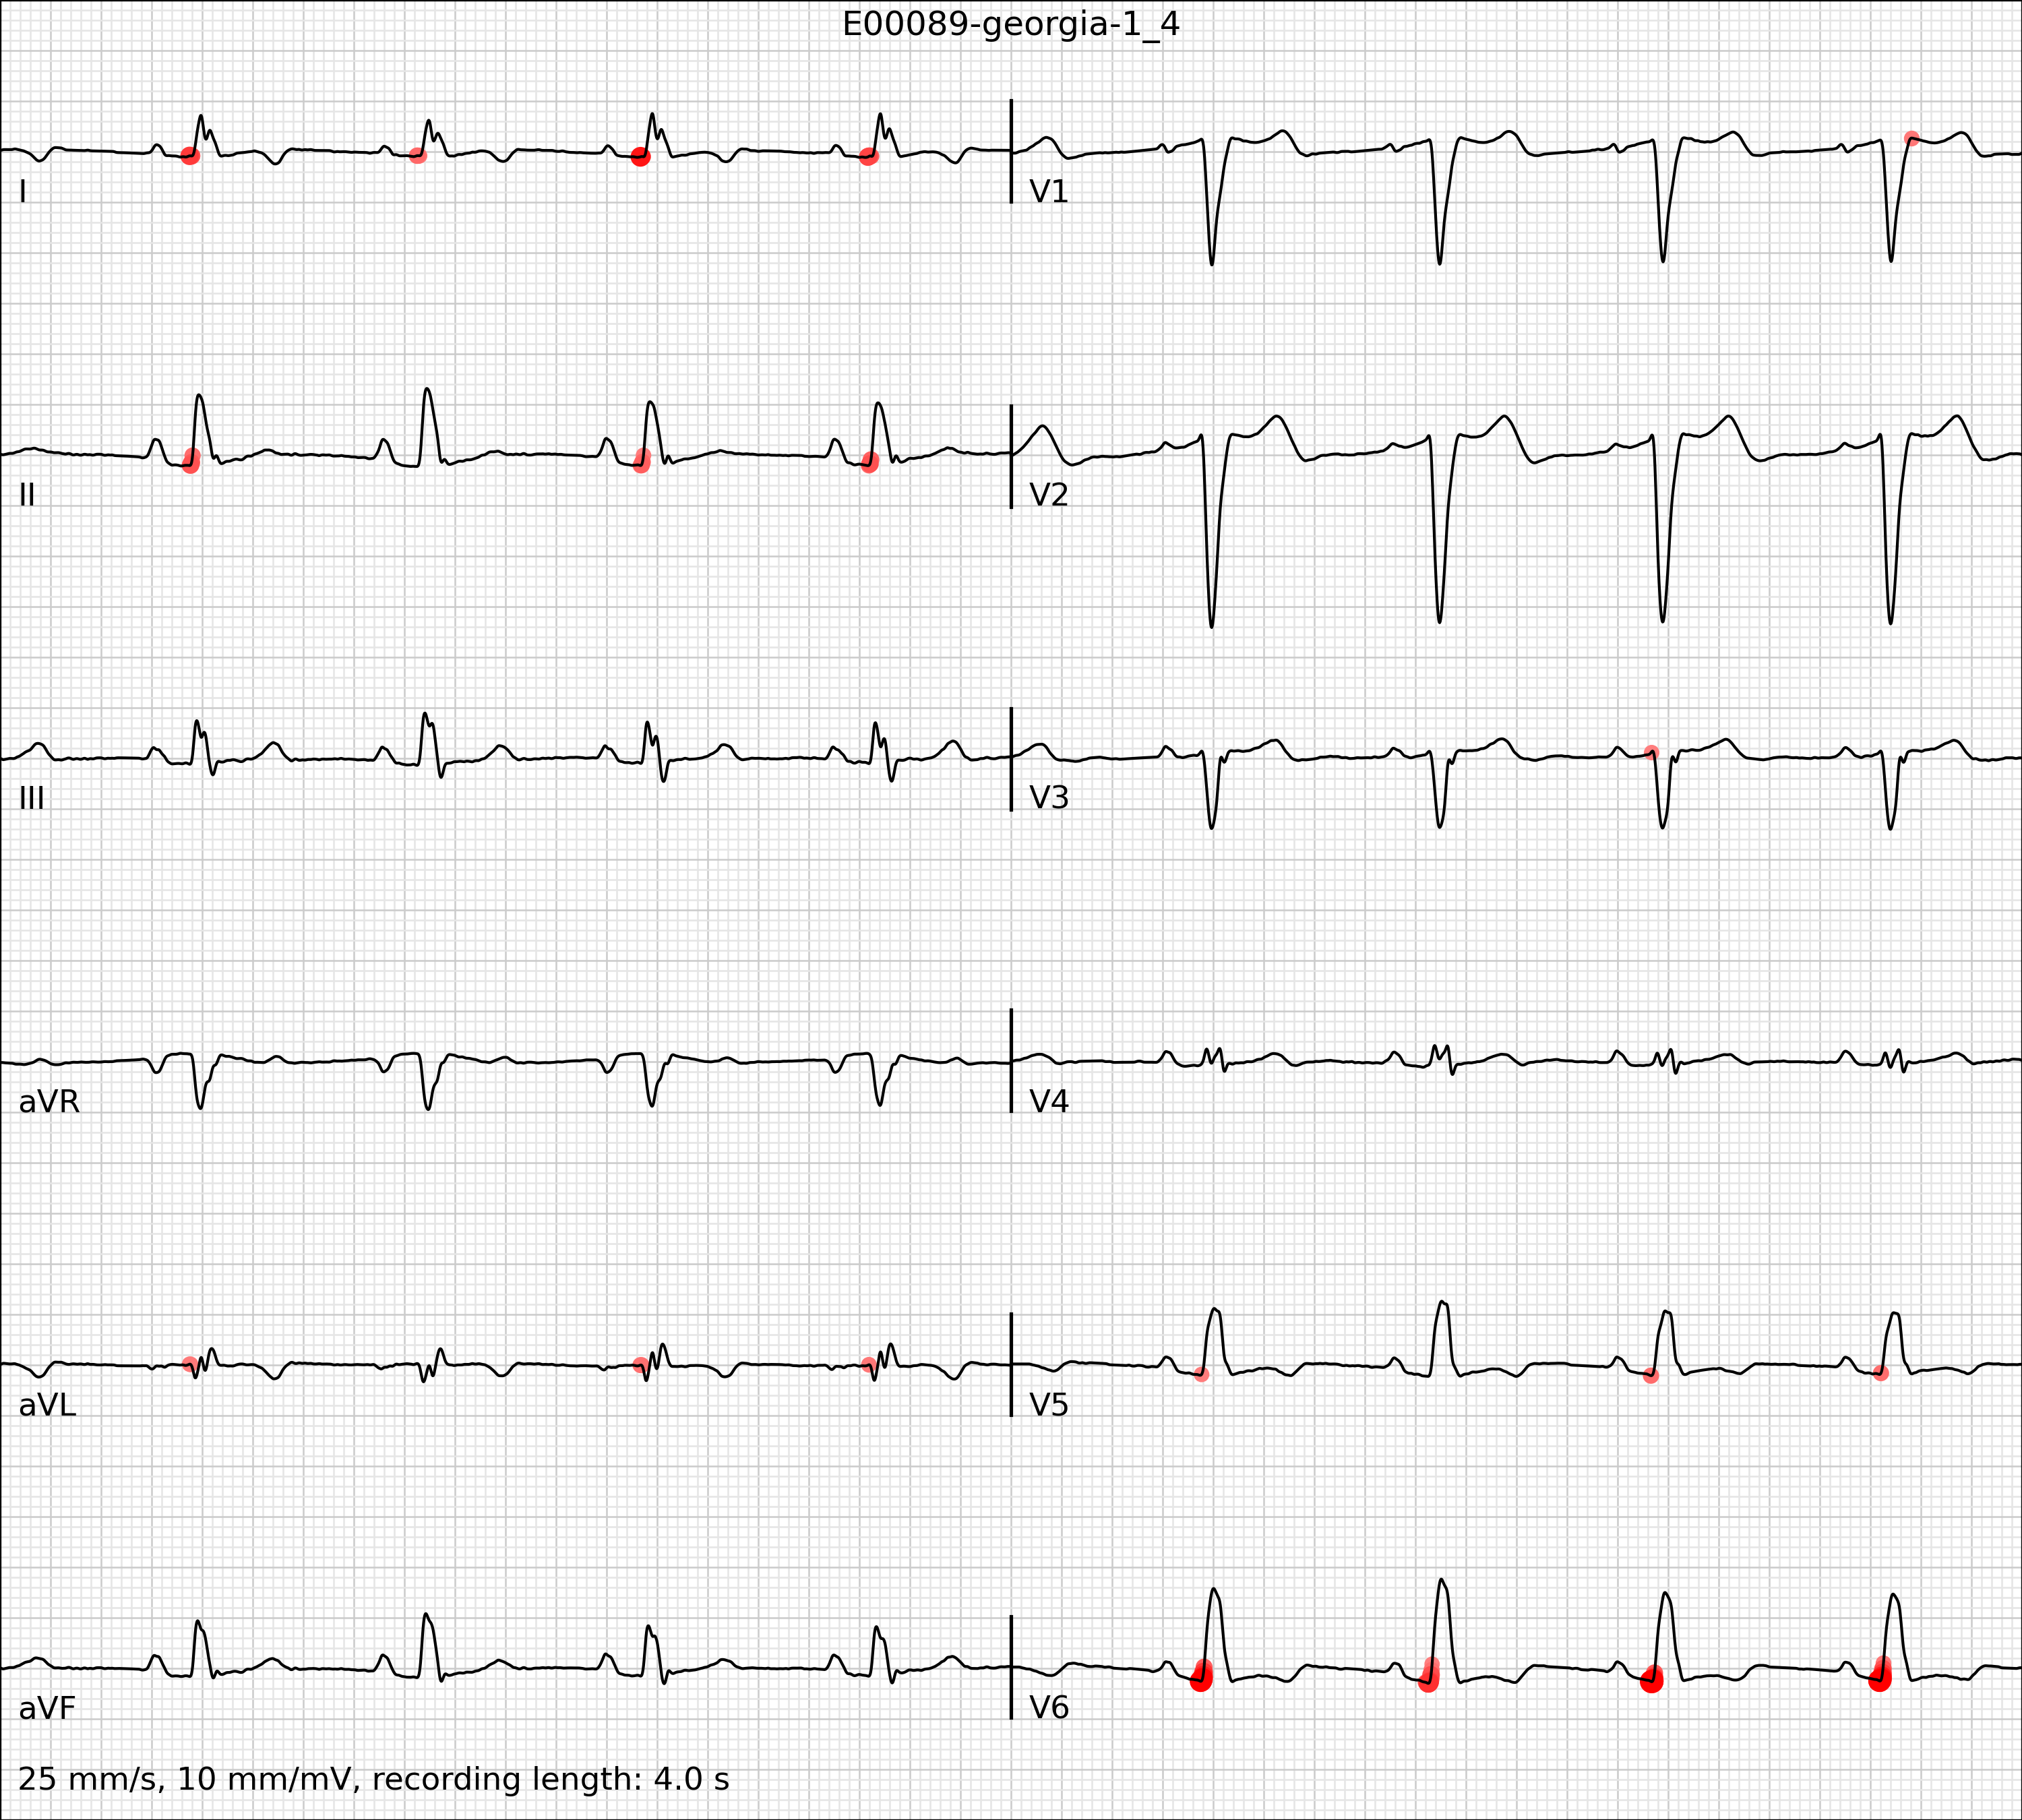 E00089-georgia-1_4
I
V1
II
V2
III
V3
aVR
V4
aVL
V5
aVF
V6
25 mm/s, 10 mm/mV, recording length: 4.0 s